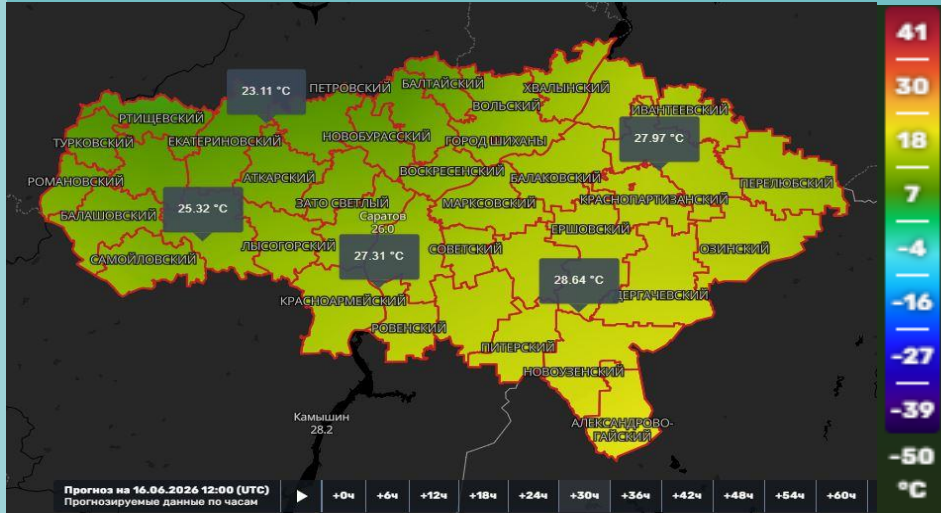 23.11 °C
ПЕТРОВСКИЙ
БАЛТАЙСКИЙ
ХВАЛЫНСКИЙ
ВОЛЬСКИЙ
ИВАНТЕЕВСКИЙ
РТИЩЕВСКИЙ
ТУРКОВСКИЙ
ЕКАТЕРИНОВСКИЙ
НОВОБУРАССКИЙ
ГОРОД ШИХАНЫ
27.97 °C
РОМАНОВСКИЙ
АТКАРСКИЙ
ВОСКРЕСЕНСКИЙ
БАЛАКОВСКИЙ
ПЕРЕЛЮБСКИЙ
БАЛАШОВСКИЙ
25.32 °C
ЗАТО СВЕТЛЫЙ
МАРКСОВСКИЙ
КРАСНОПАРТИЗАНСКИЙ
Саратов
26.0
ЕРШОВСКИЙ
САМОЙЛОВСКИЙ
ЛЫСОГОРСКИЙ
27.31 °C
СОВЕТСКИЙ
ОЗИНСКИЙ
28.64 °C
КРАСНОАРМЕЙСКИЙ
ДЕРГАЧЕВСКИЙ
РОВЕНСКИЙ
ПИТЕРСКИЙ
НОВОУЗЕНСКИЙ
Камышин
28.2
АЛЕКСАНДРОВО-
ГАЙСКИЙ
41
30
18
7
-4
-16
-27
-39
-50
°C
Прогноз на 16.06.2026 12:00 (UTC)
Прогнозируемые данные по часам
+0ч +6ч +12ч +18ч +24ч +30ч +36ч +42ч +48ч +54ч +60ч